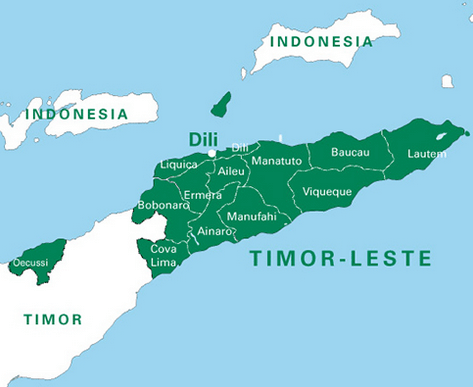 INDONESIA
INDONESIA
Dili
Dili
Baucau
Lautem
Manatuto
Liquica
Aileu
Viqueque
Ermera
Bobonaro
Manufahi
Ainaro
Cova
Lima
TIMOR-LESTE
Oecussi
TIMOR